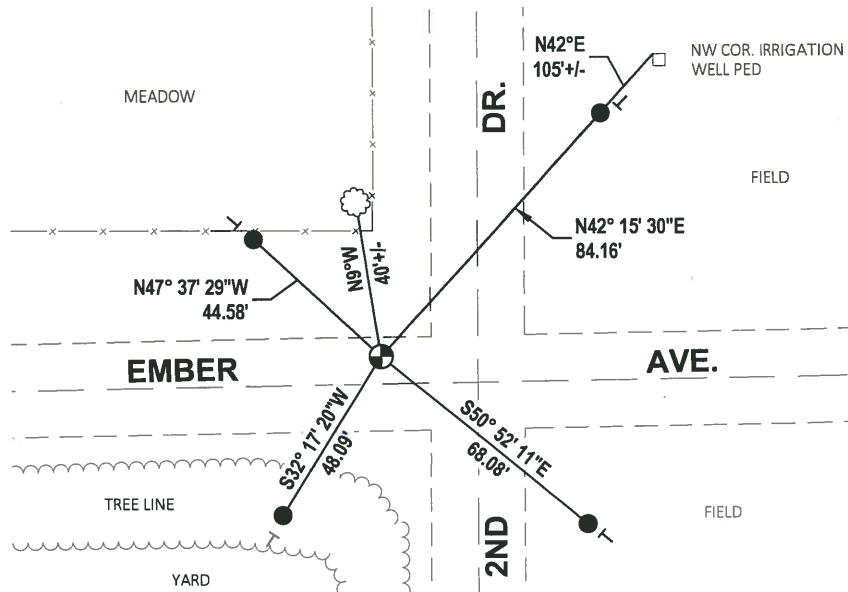 N42°E
105'+/-
NW COR. IRRIGATION
WELL PED
MEADOW
DR.
FIELD
N42° 15' 30"E
84.16'
N9°W
40'+/-
N47° 37' 29"W
44.58'
EMBER
AVE.
S32° 17' 20"W
48.09'
S50° 52' 11"E
68.08'
TREE LINE
2ND
FIELD
YARD